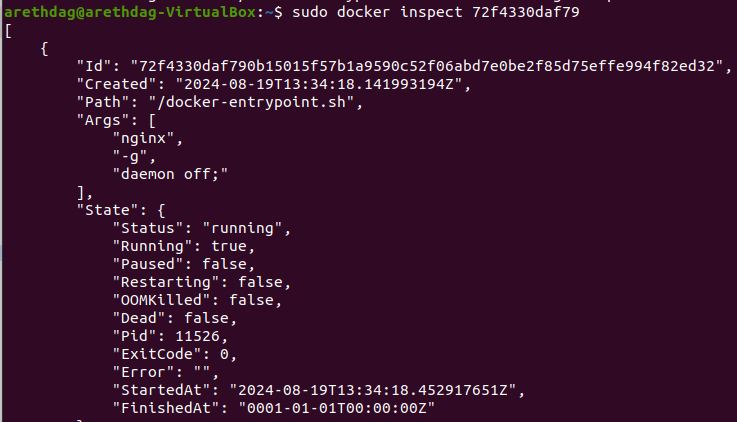 arethdag@arethdag-VirtualBox:~$ sudo docker inspect 72f4330daf79
[
    {
        "Id": "72f4330daf790b15015f57b1a9590c52f06abd7e0be2f85d75effe994f82ed32",
        "Created": "2024-08-19T13:34:18.141993194Z",
        "Path": "/docker-entrypoint.sh",
        "Args": [
            "nginx",
            "-g",
            "daemon off;"
        ],
        "State": {
            "Status": "running",
            "Running": true,
            "Paused": false,
            "Restarting": false,
            "OOMKilled": false,
            "Dead": false,
            "Pid": 11526,
            "ExitCode": 0,
            "Error": "",
            "StartedAt": "2024-08-19T13:34:18.452917651Z",
            "FinishedAt": "0001-01-01T00:00:00Z"